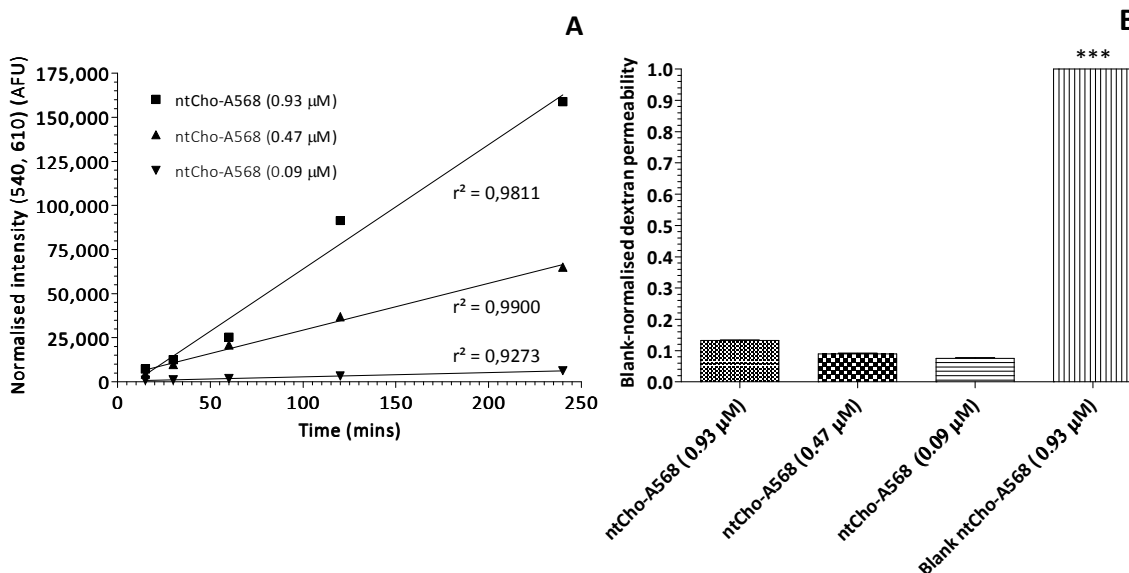 A
Normalised intensity (540, 610) (AFU)
175,000
150,000
125,000
100,000
75,000
50,000
25,000
0
ntCho-A568 (0.93 µM)
ntCho-A568 (0.47 µM)
ntCho-A568 (0.09 µM)
r² = 0,9811
r² = 0,9900
r² = 0,9273
0 50 100 150 200 250
Time (mins)
B
Blank-normalised dextran permeability
1.0
0.9
0.8
0.7
0.6
0.5
0.4
0.3
0.2
0.1
0.0
***
ntCho-A568 (0.93 µM)
ntCho-A568 (0.47 µM)
ntCho-A568 (0.09 µM)
Blank ntCho-A568 (0.93 µM)